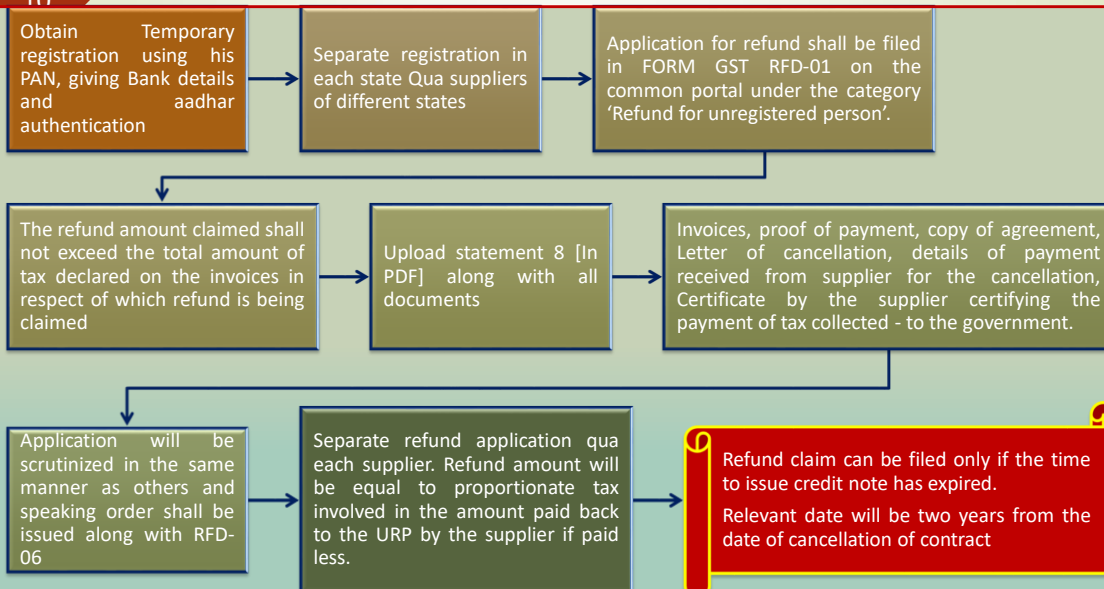 Obtain Temporary
registration using his
PAN, giving Bank details
and aadhar
authentication
Separate registration in
each state Qua suppliers
of different states
Application for refund shall be filed
in FORM GST RFD-01 on the
common portal under the category
‘Refund for unregistered person’.
The refund amount claimed shall
not exceed the total amount of
tax declared on the invoices in
respect of which refund is being
claimed
Upload statement 8 [In
PDF] along with all
documents
Invoices, proof of payment, copy of agreement,
Letter of cancellation, details of payment
received from supplier for the cancellation,
Certificate by the supplier certifying the
payment of tax collected - to the government.
Application will be
scrutinized in the same
manner as others and
speaking order shall be
issued along with RFD-
06
Separate refund application qua
each supplier. Refund amount will
be equal to proportionate tax
involved in the amount paid back
to the URP by the supplier if paid
less.
Refund claim can be filed only if the time
to issue credit note has expired.
Relevant date will be two years from the
date of cancellation of contract